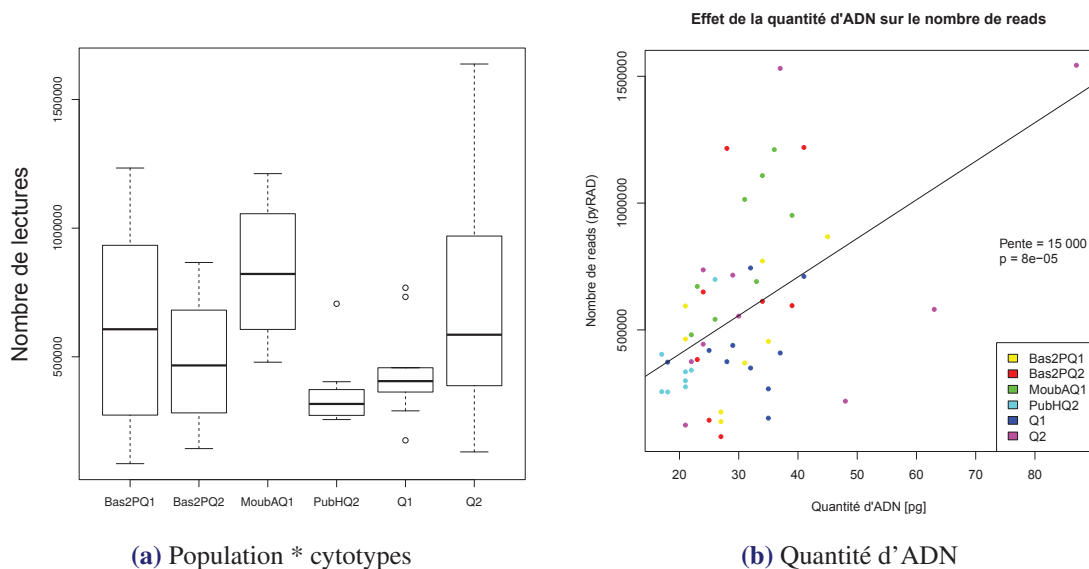 Nombre de lectures
1500000
1000000
500000
Bas2PQ1
Bas2PQ2
MoubAQ1
PubHQ2
Q1
Q2
(a) Population * cytotypes
Effet de la quantité d'ADN sur le nombre de reads
Nombre de reads (pyRAD)
1500000
1000000
500000
Pente = 15 000
p = 8e−05
Bas2PQ1
Bas2PQ2
MoubAQ1
PubHQ2
Q1
Q2
20
30
40
50
60
70
80
Quantité d'ADN [pg]
(b) Quantité d’ADN